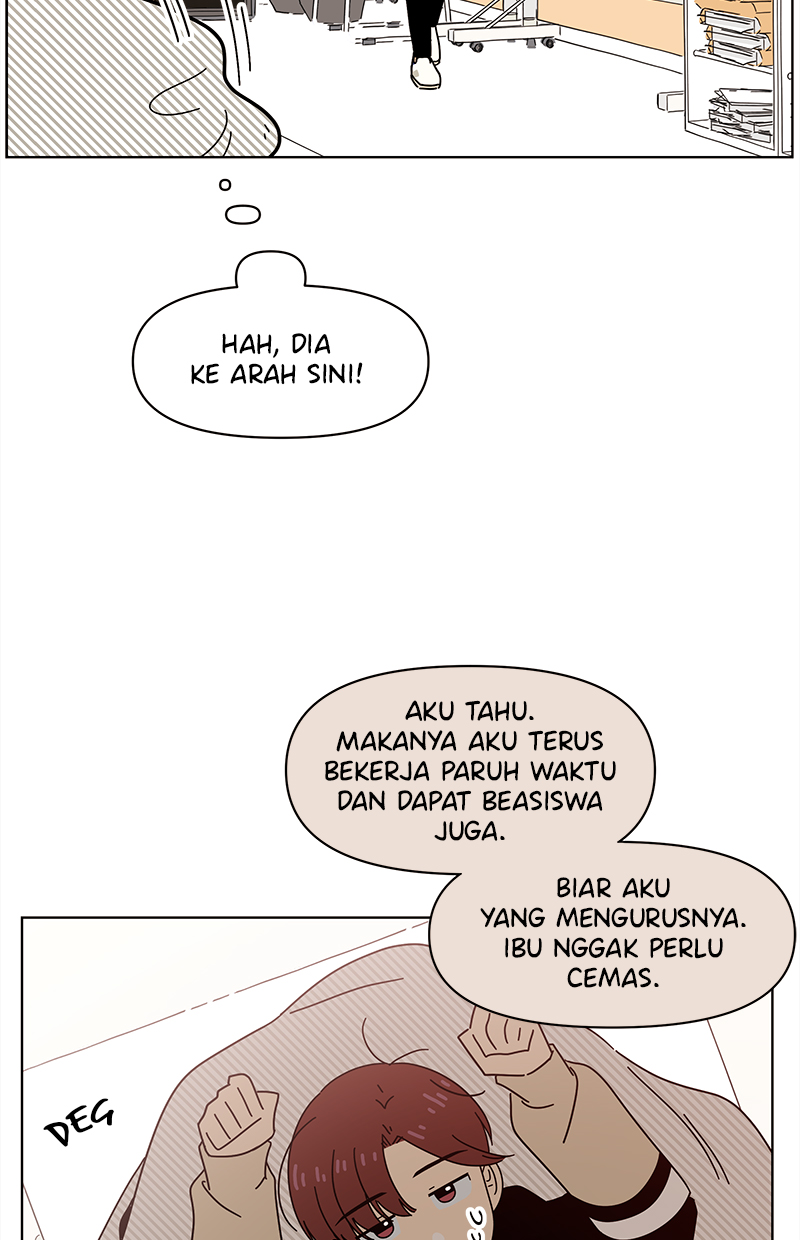 HAH, DIA
KE ARAH SINI!
AKU TAHU.
MAKANYA AKU TERUS
BEKERJA PARUH WAKTU
DAN DAPAT BEASISWA
JUGA.
BIAR AKU
YANG MENGURUSNYA.
IBU NGGAK PERLU
CEMAS.
DEG